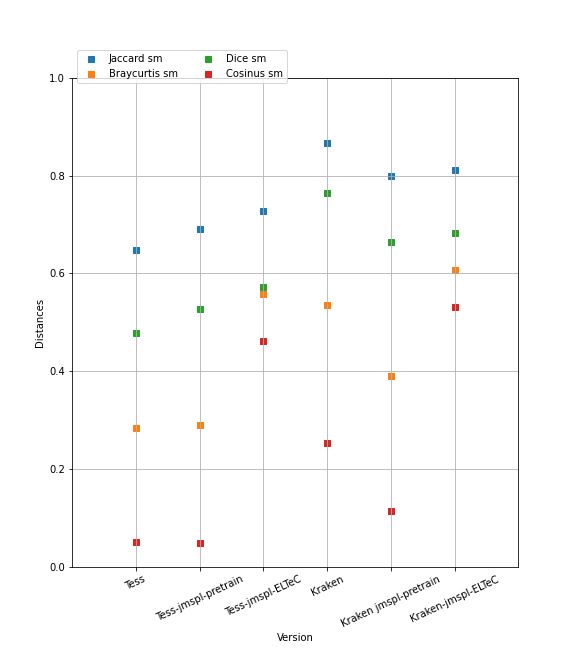 Jaccard sm
Dice sm
Braycurtis sm
Cosinus sm
1.0
0.8
0.6
0.4
0.2
0.0
Distances
Tess
Tess-jmspl-pretrain
Tess-jmspl-ELTeC
Kraken
Kraken jmspl-pretrain
Kraken-jmspl-ELTeC
Version